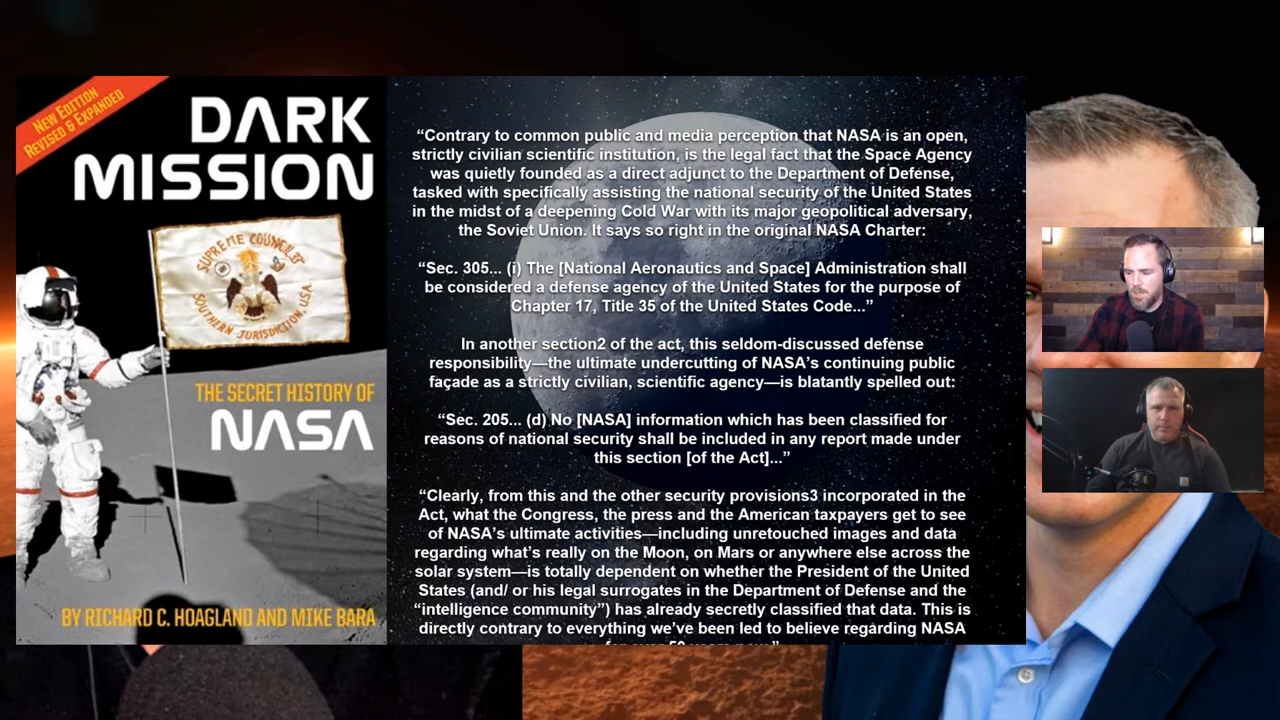 NEW EDITION
REVISED & EXPANDED
DARK
MISSION
SUPREME COUNCIL 33°
SOUTHERN JURISDICTION, U.S.A.
THE SECRET HISTORY OF
NASA
BY RICHARD C. HOAGLAND AND MIKE BARA
“Contrary to common public and media perception that NASA is an open,
strictly civilian scientific institution, is the legal fact that the Space Agency
was quietly founded as a direct adjunct to the Department of Defense,
tasked with specifically assisting the national security of the United States
in the midst of a deepening Cold War with its major geopolitical adversary,
the Soviet Union. It says so right in the original NASA Charter:
“Sec. 305... (i) The [National Aeronautics and Space] Administration shall
be considered a defense agency of the United States for the purpose of
Chapter 17, Title 35 of the United States Code...”
In another section2 of the act, this seldom-discussed defense
responsibility—the ultimate undercutting of NASA’s continuing public
façade as a strictly civilian, scientific agency—is blatantly spelled out:
“Sec. 205... (d) No [NASA] information which has been classified for
reasons of national security shall be included in any report made under
this section [of the Act]...”
“Clearly, from this and the other security provisions3 incorporated in the
Act, what the Congress, the press and the American taxpayers get to see
of NASA’s ultimate activities—including unretouched images and data
regarding what’s really on the Moon, on Mars or anywhere else across the
solar system—is totally dependent on whether the President of the United
States (and/ or his legal surrogates in the Department of Defense and the
“intelligence community”) has already secretly classified that data. This is
directly contrary to everything we’ve been led to believe regarding NASA